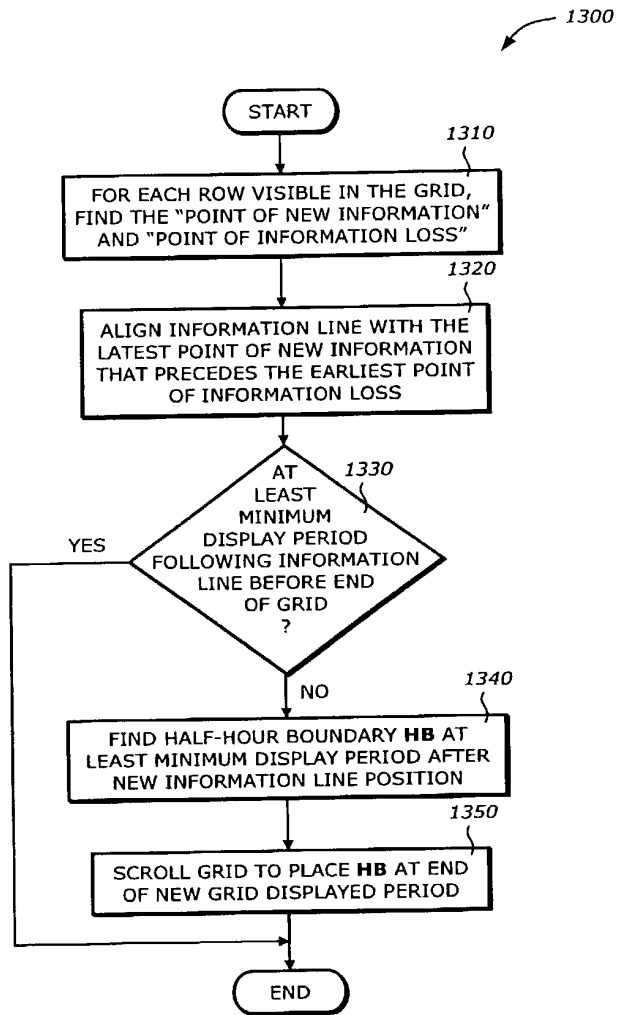 1300
START
1310
FOR EACH ROW VISIBLE IN THE GRID,
FIND THE “POINT OF NEW INFORMATION”
AND “POINT OF INFORMATION LOSS”
1320
ALIGN INFORMATION LINE WITH THE
LATEST POINT OF NEW INFORMATION
THAT PRECEDES THE EARLIEST POINT
OF INFORMATION LOSS
1330
AT
LEAST
MINIMUM
DISPLAY PERIOD
FOLLOWING INFORMATION
LINE BEFORE END
OF GRID
?
YES
NO
1340
FIND HALF-HOUR BOUNDARY HB AT
LEAST MINIMUM DISPLAY PERIOD AFTER
NEW INFORMATION LINE POSITION
1350
SCROLL GRID TO PLACE HB AT END
OF NEW GRID DISPLAYED PERIOD
END